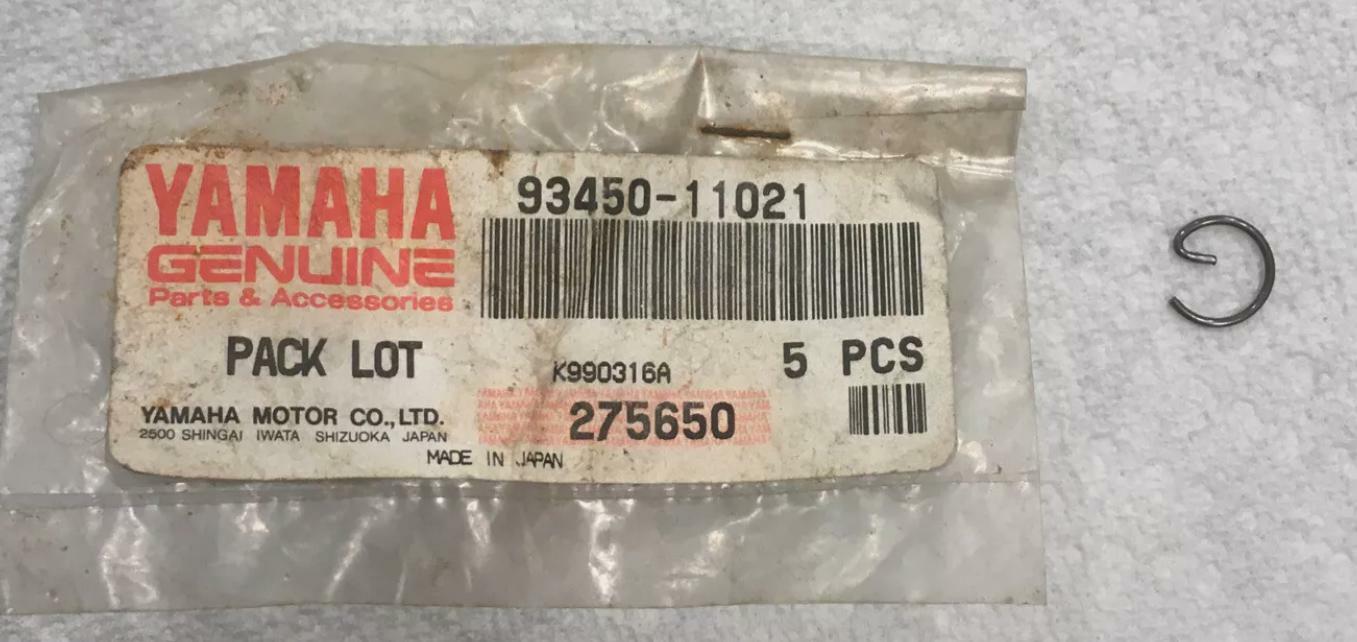 YAMAHA
GENUINE
Parts & Accessories
93450-11021
PACK LOT
K990316A
5 PCS
275650
YAMAHA MOTOR CO.,LTD.
2500 SHINGAI IWATA SHIZUOKA JAPAN
MADE IN JAPAN